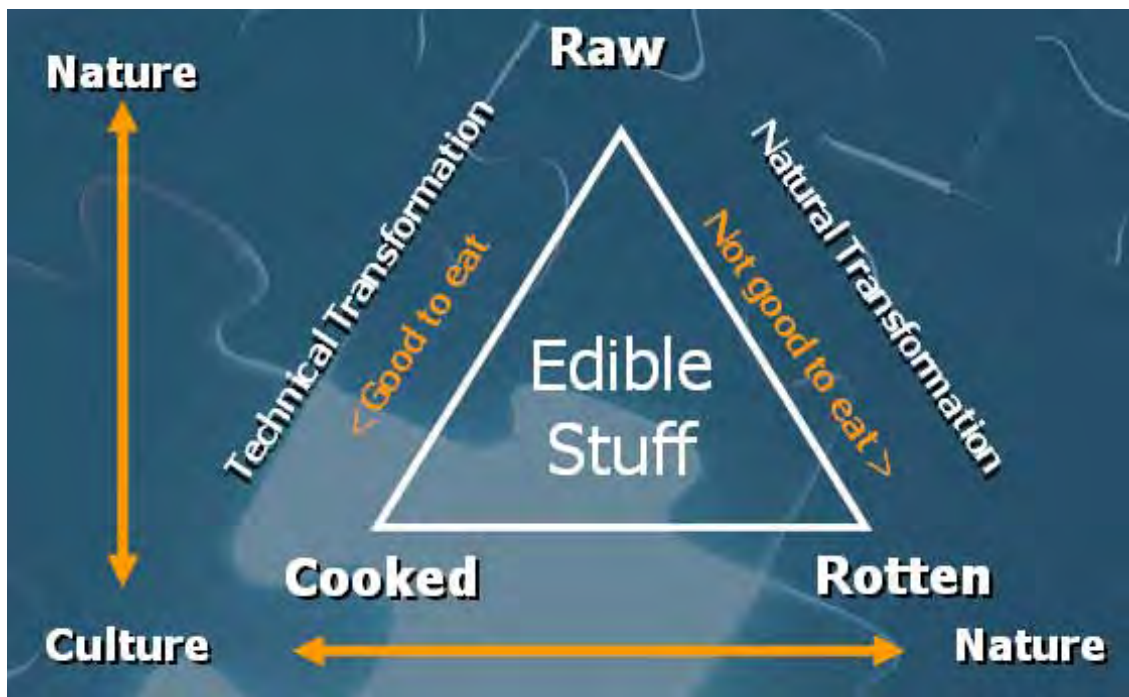 Raw
Nature
Technical Transformation
Natural Transformation
<Good to eat
Not good to eat >
Edible
Stuff
Cooked
Rotten
Culture
Nature